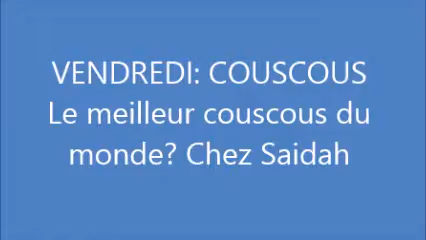 VENDREDI: COUSCOUS
Le meilleur couscous du
monde? Chez Saidah